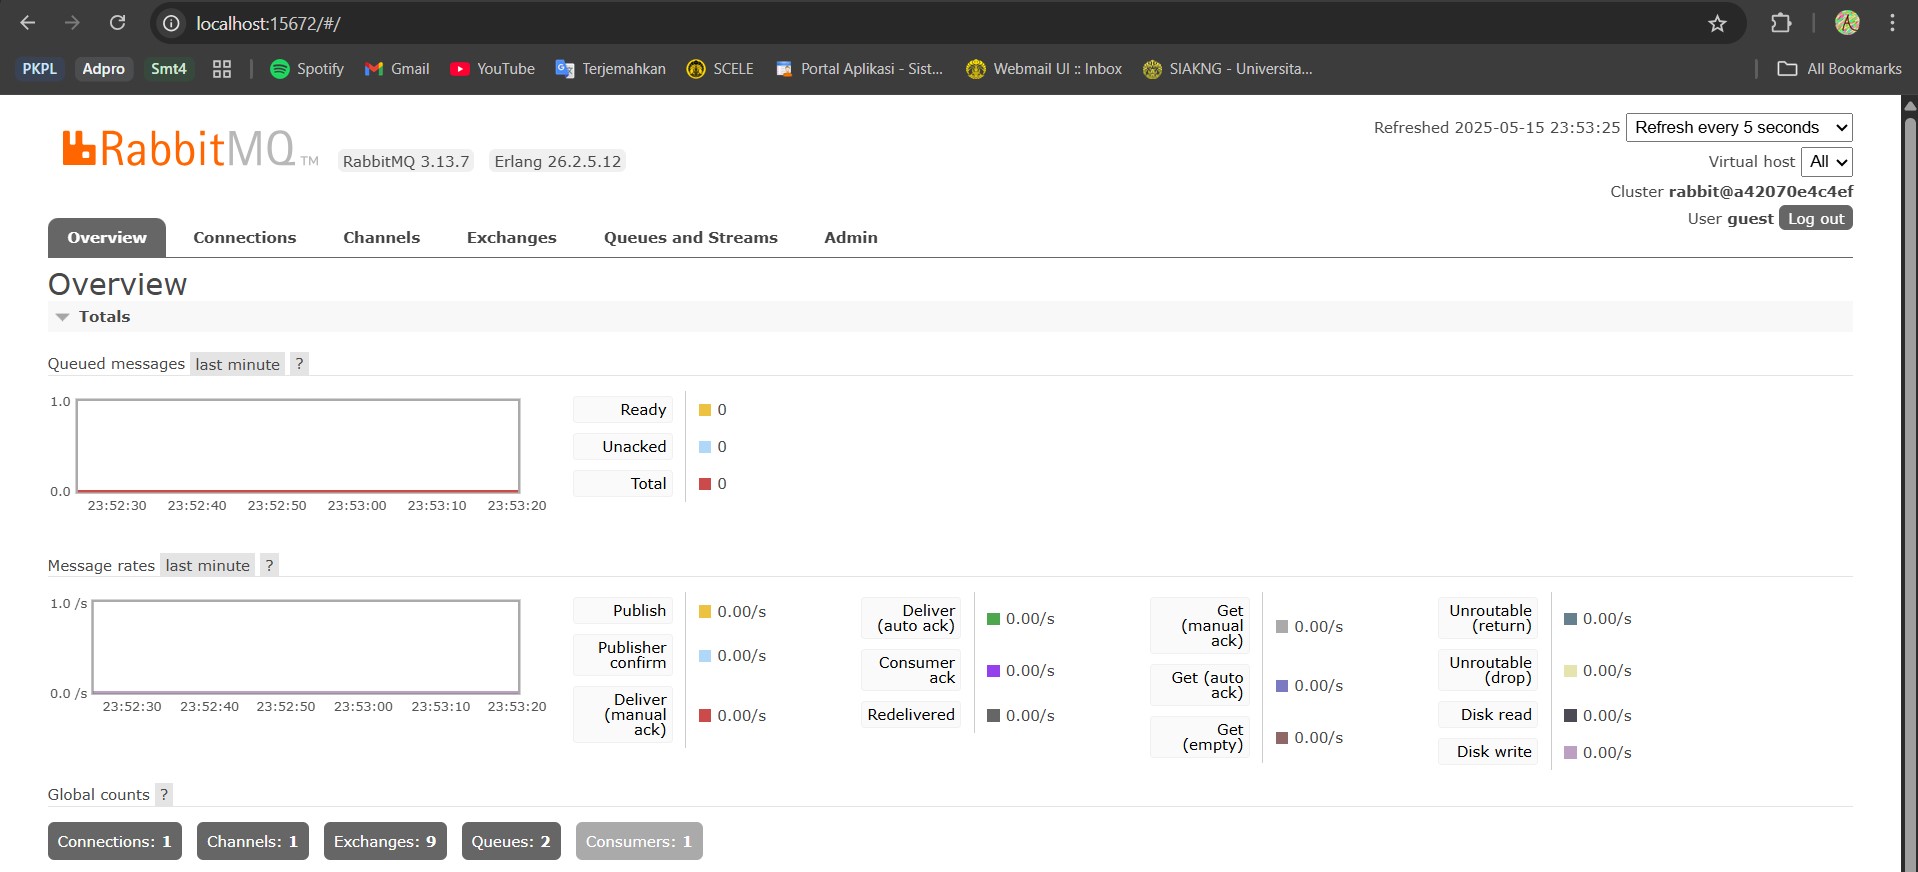 localhost:15672/#/
PKPL Adpro Smt4 Spotify Gmail YouTube Terjemahkan SCELE Portal Aplikasi - Sist... Webmail UI :: Inbox SIAKNG - Universita... All Bookmarks
RabbitMQ TM RabbitMQ 3.13.7 Erlang 26.2.5.12
Refreshed 2025-05-15 23:53:25 Refresh every 5 seconds
Virtual host All
Cluster rabbit@a42070e4c4ef
User guest Log out
Overview Connections Channels Exchanges Queues and Streams Admin
Overview
Totals
Queued messages last minute ?
1.0
0.0
23:52:30 23:52:40 23:52:50 23:53:00 23:53:10 23:53:20
Ready 0
Unacked 0
Total 0
Message rates last minute ?
1.0 /s
0.0 /s
23:52:30 23:52:40 23:52:50 23:53:00 23:53:10 23:53:20
Publish 0.00/s
Publisher
confirm 0.00/s
Deliver
(manual
ack) 0.00/s
Deliver
(auto ack) 0.00/s
Consumer
ack 0.00/s
Redelivered 0.00/s
Get
(manual
ack) 0.00/s
Get (auto
ack) 0.00/s
Get
(empty) 0.00/s
Unroutable
(return) 0.00/s
Unroutable
(drop) 0.00/s
Disk read 0.00/s
Disk write 0.00/s
Global counts ?
Connections: 1 Channels: 1 Exchanges: 9 Queues: 2 Consumers: 1